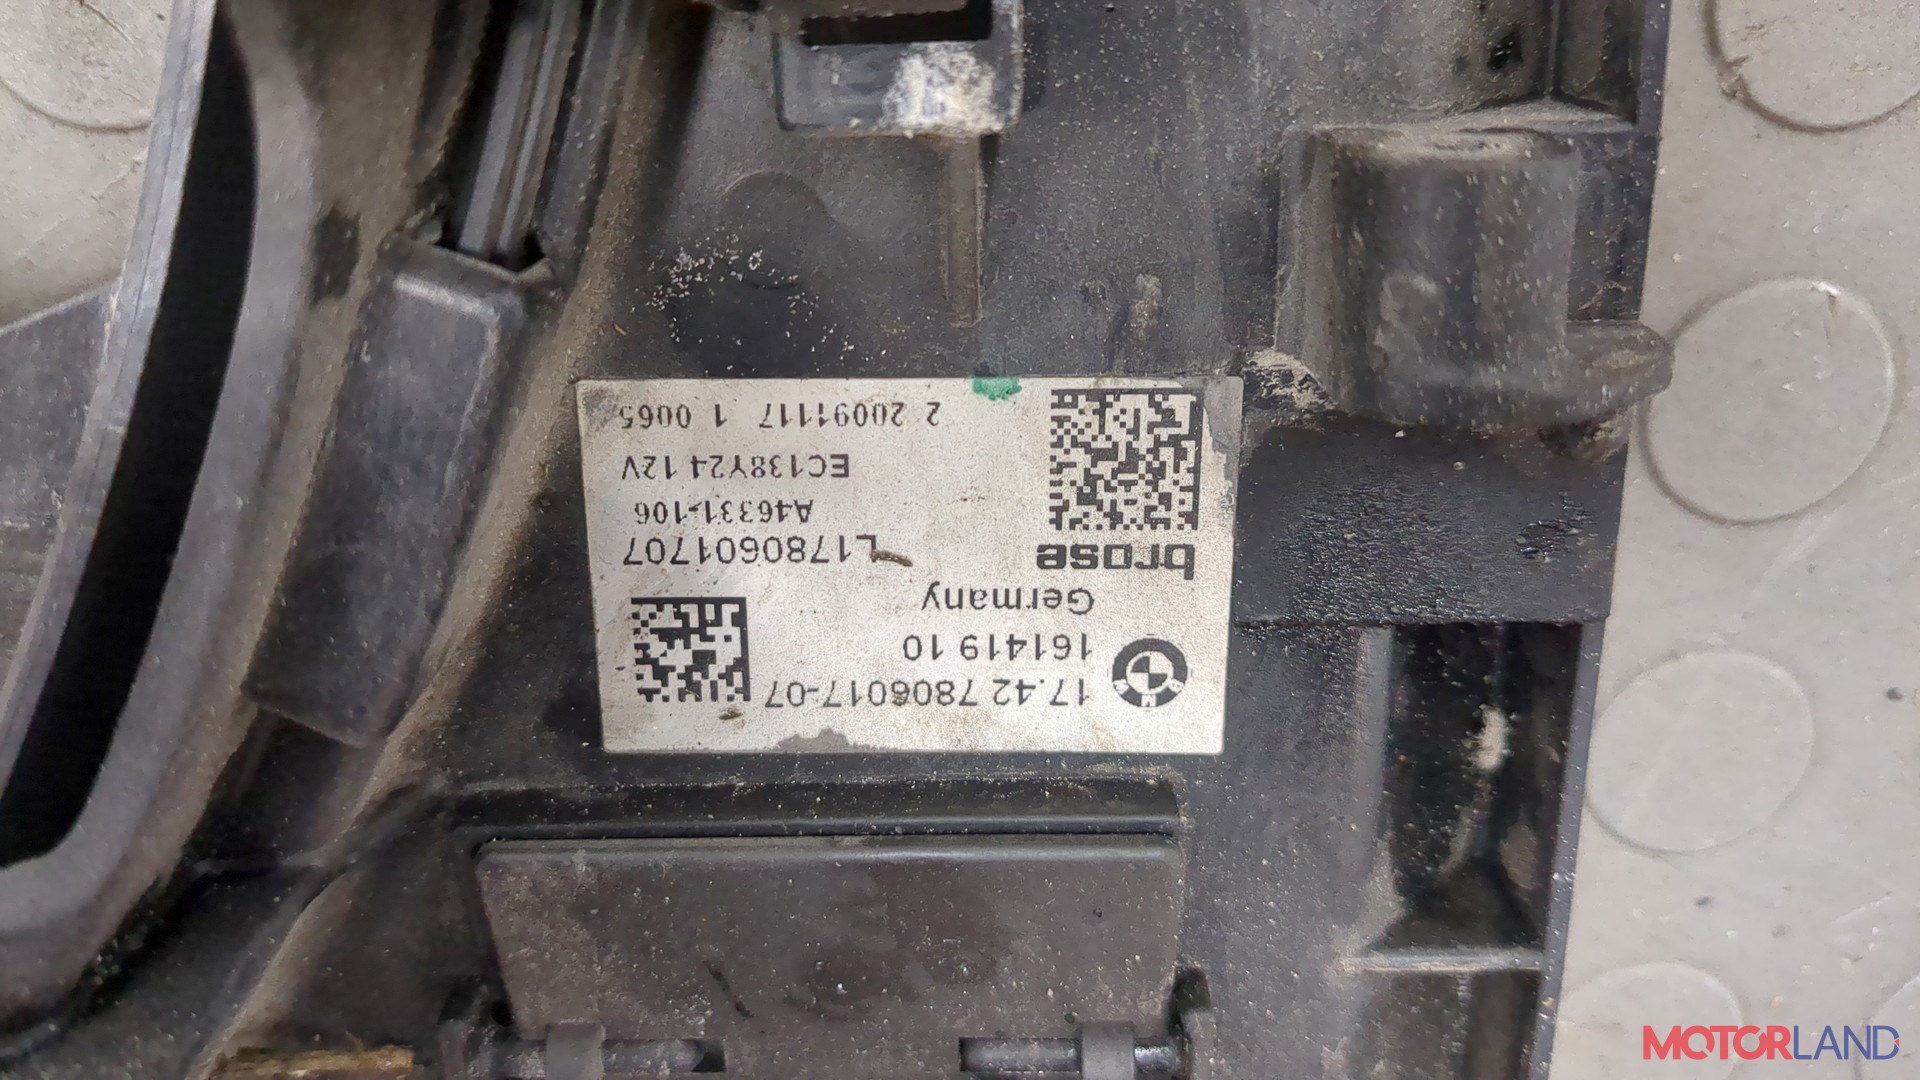 17.42 7806017-07
161419 10
Germany
brose
L1780601707
A46331-106
EC138Y24 12V
2 20091117 1 0065
MOTORLAND